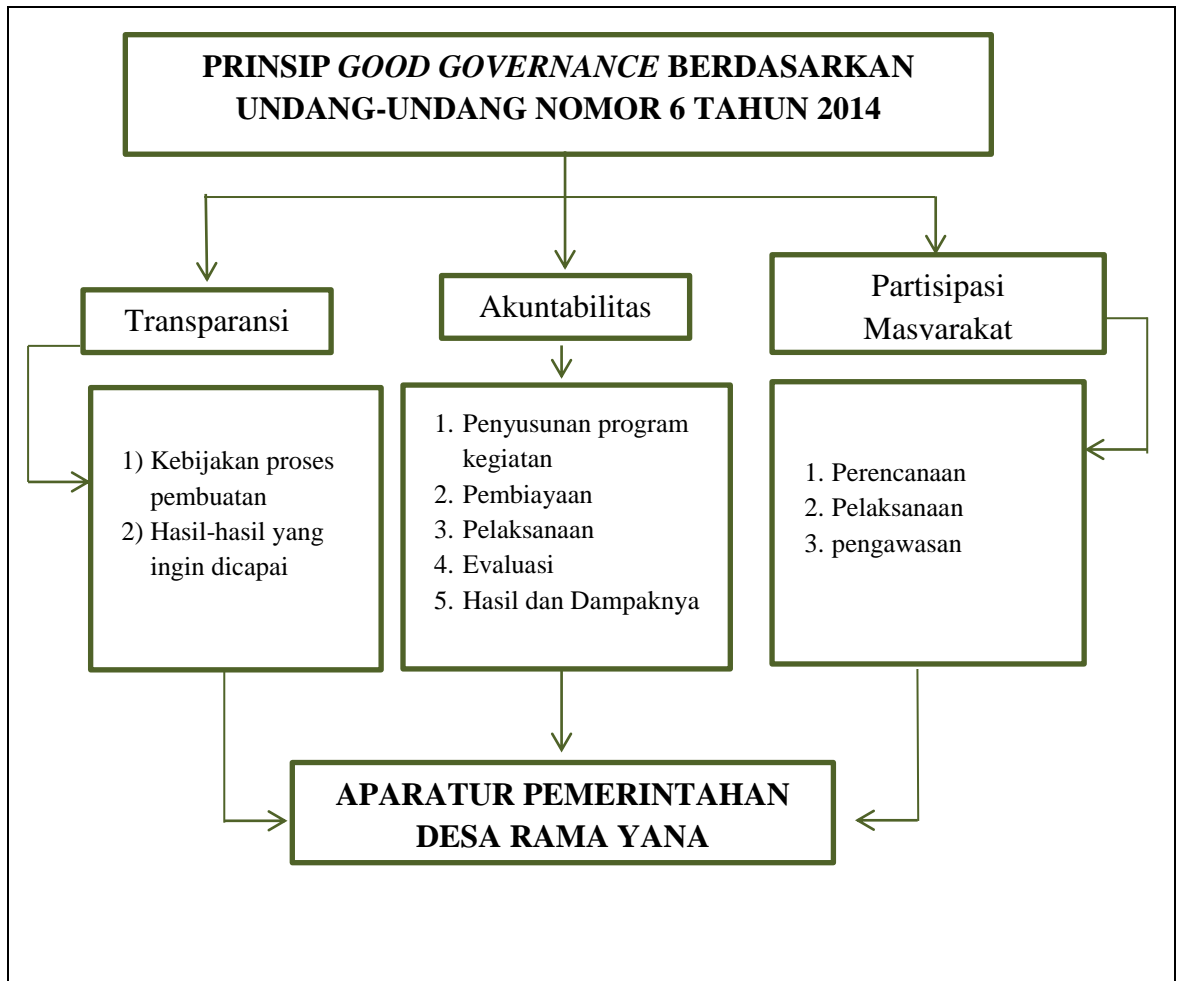 PRINSIP GOOD GOVERNANCE BERDASARKAN
UNDANG-UNDANG NOMOR 6 TAHUN 2014
Transparansi
Akuntabilitas
Partisipasi
Masyarakat
1) Kebijakan proses
pembuatan
2) Hasil-hasil yang
ingin dicapai
1. Penyusunan program
kegiatan
2. Pembiayaan
3. Pelaksanaan
4. Evaluasi
5. Hasil dan Dampaknya
1. Perencanaan
2. Pelaksanaan
3. pengawasan
APARATUR PEMERINTAHAN
DESA RAMA YANA